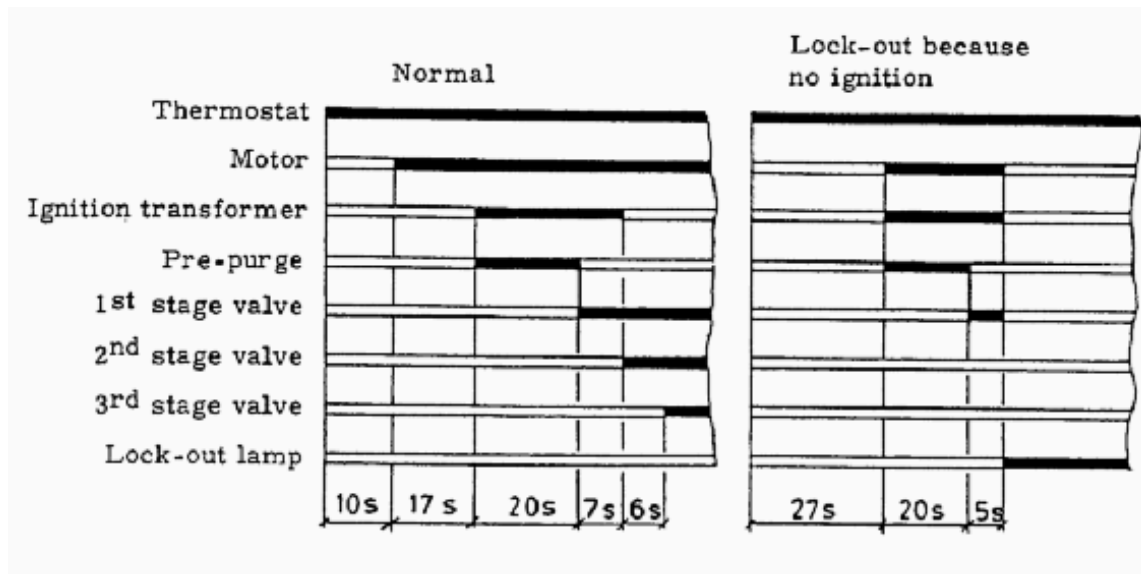 Normal
Lock-out because
no ignition
Thermostat
Motor
Ignition transformer
Pre-purge
1st stage valve
2nd stage valve
3rd stage valve
Lock-out lamp
10s 17s 20s 7s 6s 27s 20s 5s